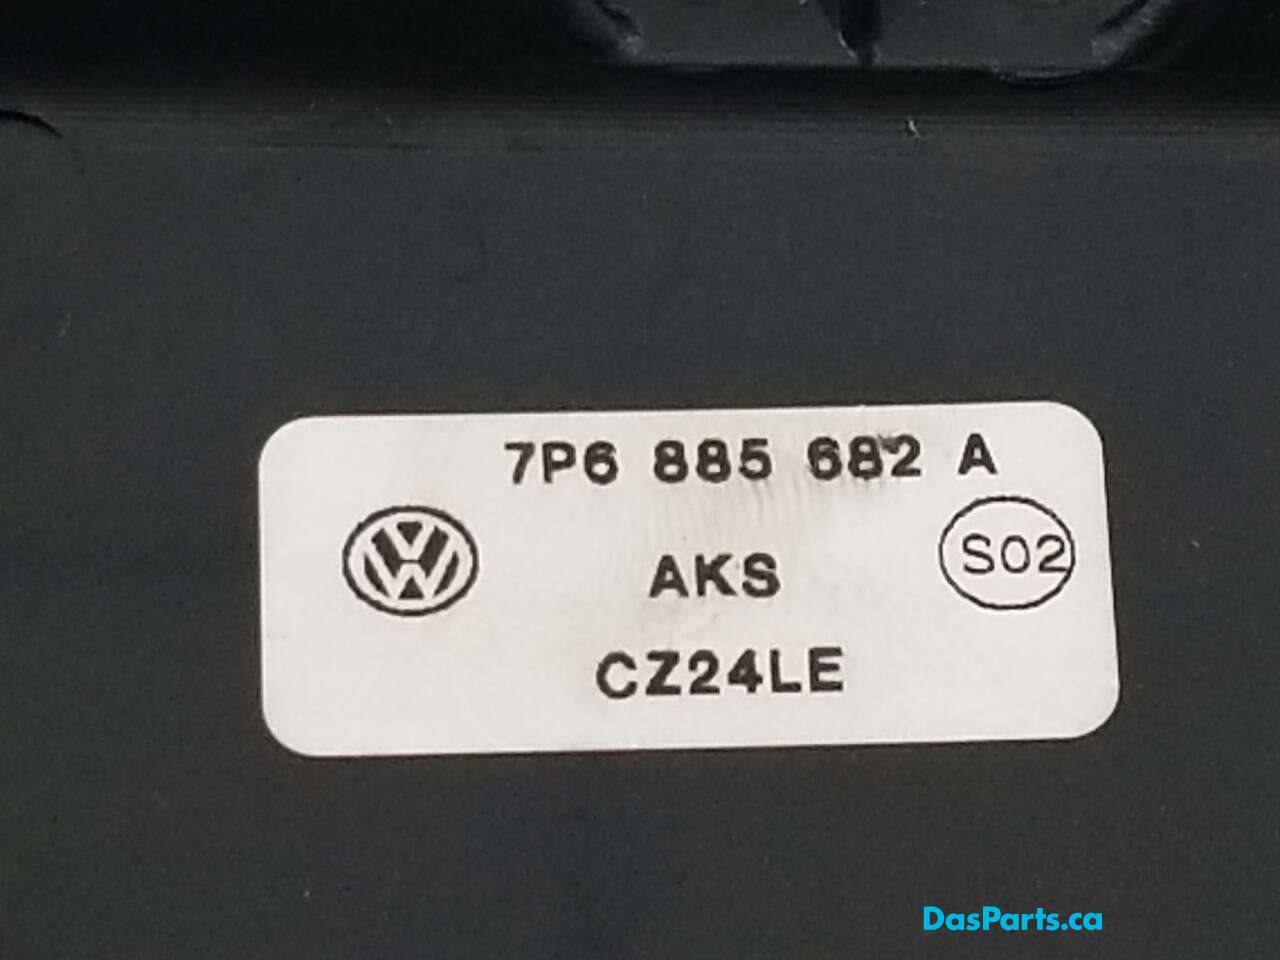 7P6 885 682 A
S02
AKS
CZ24LE
DasParts.ca